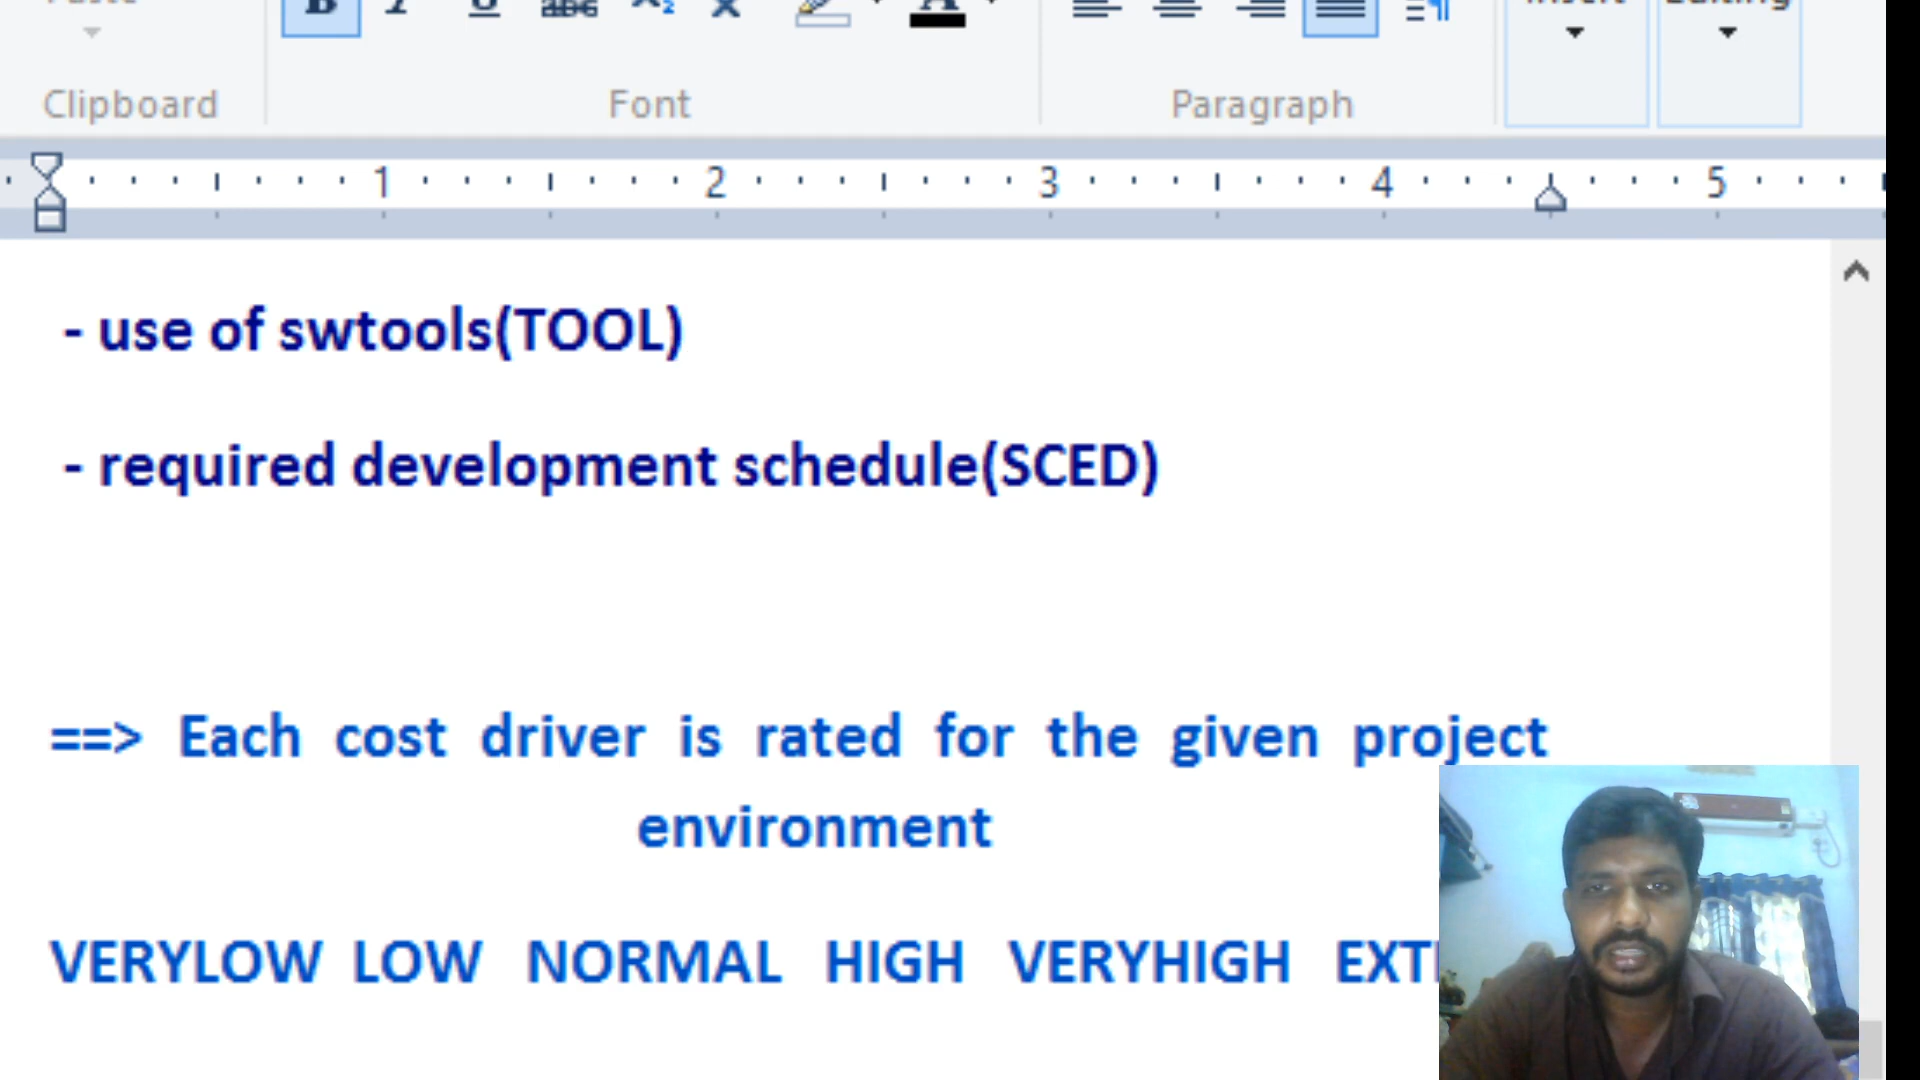 Clipboard
Font
Paragraph
1 2 3 4 5
- use of swtools(TOOL)
- required development schedule(SCED)
==> Each cost driver is rated for the given project
environment
VERYLOW LOW NORMAL HIGH VERYHIGH